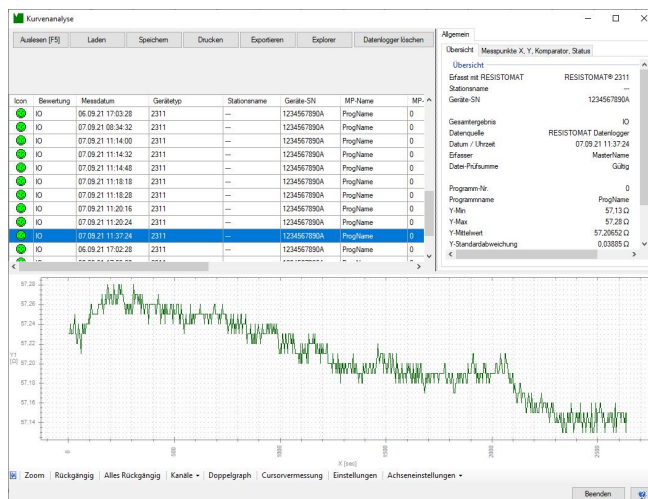 Kurvenanalyse
Auslesen [F5] Laden Speichern Drucken Exportieren Explorer Datenlogger löschen
Icon Bewertung Messdatum Gerätetyp Stationsname Geräte-SN MP-Name MP-
IO 06.09.21 17:03:28 2311 --- 1234567890A ProgName 0
IO 07.09.21 08:34:32 2311 --- 1234567890A ProgName 0
IO 07.09.21 11:14:00 2311 --- 1234567890A ProgName 0
IO 07.09.21 11:14:32 2311 --- 1234567890A ProgName 0
IO 07.09.21 11:14:48 2311 --- 1234567890A ProgName 0
IO 07.09.21 11:18:18 2311 --- 1234567890A ProgName 0
IO 07.09.21 11:18:28 2311 --- 1234567890A ProgName 0
IO 07.09.21 11:20:16 2311 --- 1234567890A ProgName 0
IO 07.09.21 11:20:24 2311 --- 1234567890A ProgName 0
IO 07.09.21 11:37:24 2311 --- 1234567890A ProgName 0
IO 06.09.21 17:02:28 2311 --- 1234567890A ProgName 0
Allgemein
Übersicht Messpunkte X, Y, Komparator, Status
Übersicht
Erfasst mit RESISTOMAT RESISTOMAT® 2311
Stationsname ---
Geräte-SN 1234567890A
Gesamtergebnis IO
Datenquelle RESISTOMAT Datenlogger
Datum / Uhrzeit 07.09.21 11:37:24
Erfasser MasterName
Datei-Prüfsumme Gültig
Programm-Nr. 0
Programmname ProgName
Y-Min 57,13 Ω
Y-Max 57,28 Ω
Y-Mittelwert 57,20652 Ω
Y-Standardabweichung 0,03885 Ω
57,28
57,24
57,20
57,18
57,16
57,14
Y1
[Ω]
0 500 1000 1500 2000 2500
X [sec]
Zoom Rückgängig Alles Rückgängig Kanäle Doppelgraph Cursorvermessung Einstellungen Achseneinstellungen
Beenden